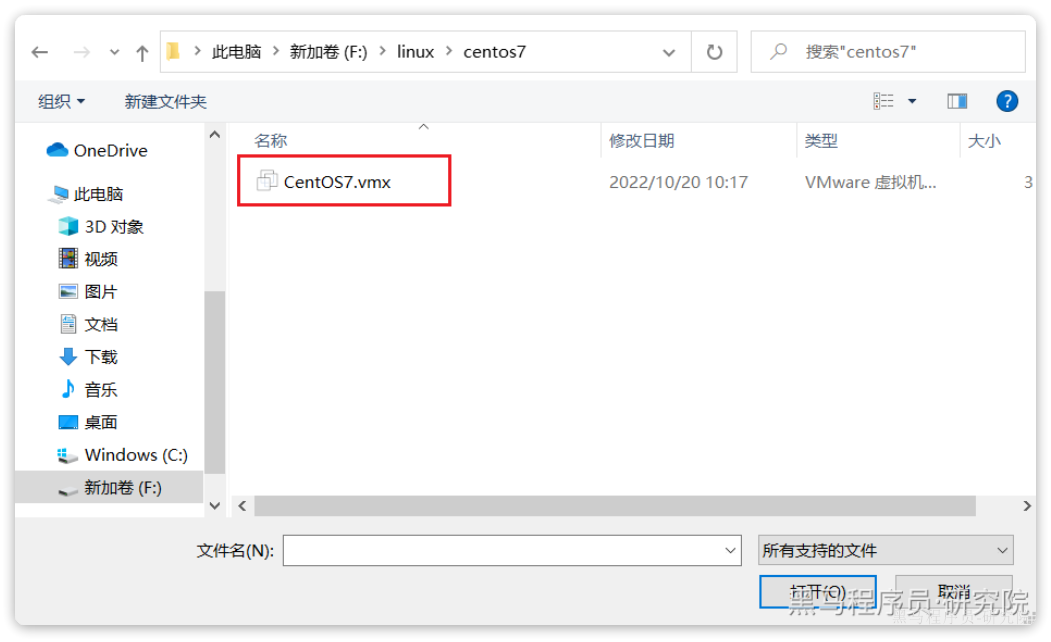 此电脑 > 新加卷 (F:) > linux > centos7
搜索"centos7"
组织
新建文件夹
名称
修改日期
类型
大小
CentOS7.vmx
2022/10/20 10:17
VMware 虚拟机...
3
OneDrive
此电脑
3D 对象
视频
图片
文档
下载
音乐
桌面
Windows (C:)
新加卷 (F:)
文件名(N):
所有支持的文件
打开(O)
取消
黑马程序员-研究院